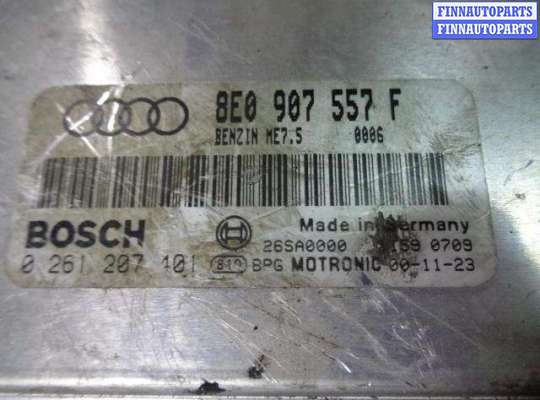 FINNAUTOPARTS
FINNAUTOPARTS
8E0 907 557 F
BENZIN ME7.5 0006
BOSCH Made in Germany
26SA0000 0709
0 261 207 401 BPG MOTRONIC 00-11-23